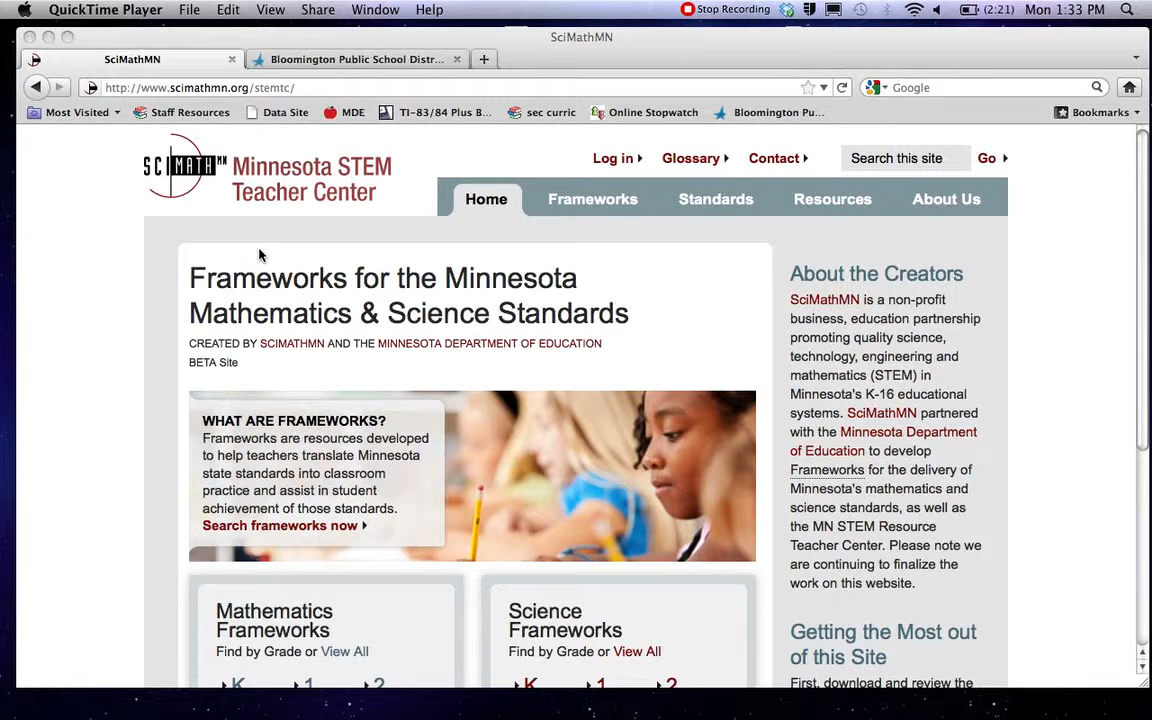 QuickTime Player File Edit View Share Window Help Stop Recording (2:21) Mon 1:33 PM
SciMathMN
SciMathMN Bloomington Public School Distr...
http://www.scimathmn.org/stemtc/ Google
Most Visited Staff Resources Data Site MDE TI-83/84 Plus B... sec curric Online Stopwatch Bloomington Pu... Bookmarks
SCIMATHMN Minnesota STEM
Teacher Center
Log in Glossary Contact Search this site Go
Home Frameworks Standards Resources About Us
Frameworks for the Minnesota
Mathematics & Science Standards
CREATED BY SCIMATHMN AND THE MINNESOTA DEPARTMENT OF EDUCATION
BETA Site
WHAT ARE FRAMEWORKS?
Frameworks are resources developed
to help teachers translate Minnesota
state standards into classroom
practice and assist in student
achievement of those standards.
Search frameworks now
Mathematics
Frameworks
Find by Grade or View All
K 1 2
Science
Frameworks
Find by Grade or View All
K 1 2
About the Creators
SciMathMN is a non-profit
business, education partnership
promoting quality science,
technology, engineering and
mathematics (STEM) in
Minnesota's K-16 educational
systems. SciMathMN partnered
with the Minnesota Department
of Education to develop
Frameworks for the delivery of
Minnesota's mathematics and
science standards, as well as
the MN STEM Resource
Teacher Center. Please note we
are continuing to finalize the
work on this website.
Getting the Most out
of this Site
First, download and review the